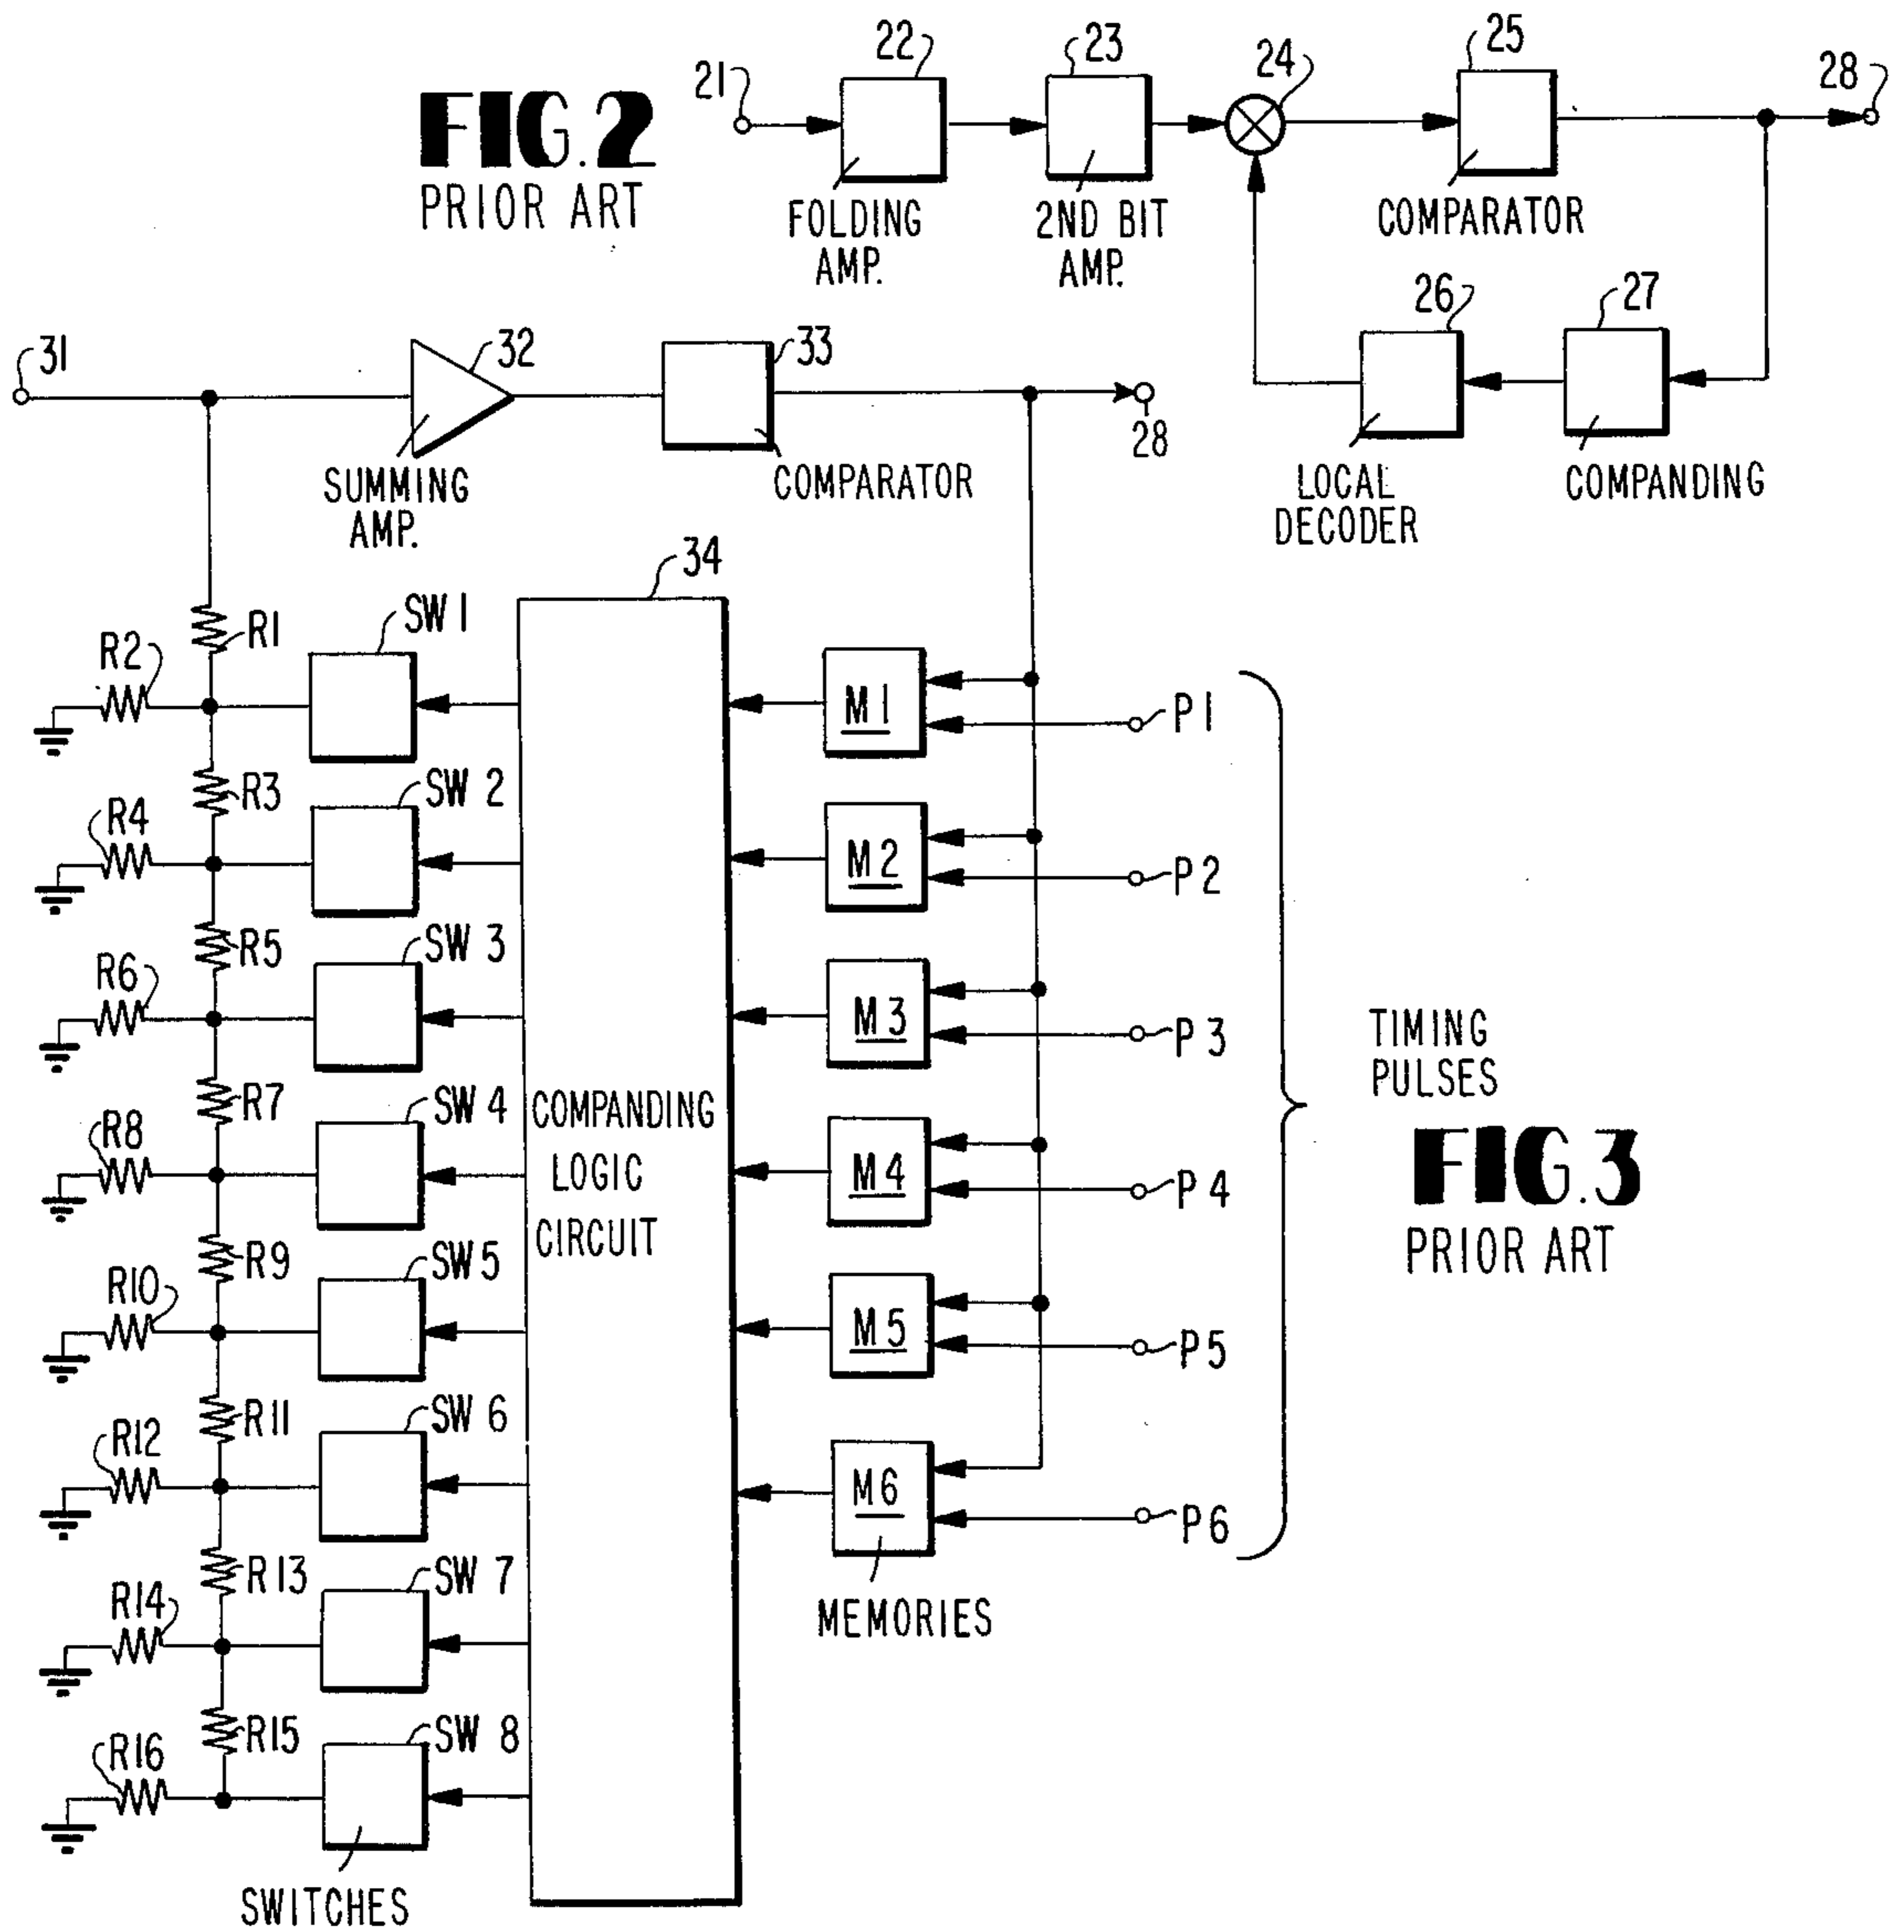 FIG. 2
PRIOR ART
21
22
23
24
25
28
FOLDING
AMP.
2ND BIT
AMP.
COMPARATOR
26
27
LOCAL
DECODER
COMPANDING
31
32
33
28
SUMMING
AMP.
COMPARATOR
34
R1
R2
SW 1
M1
P1
R3
R4
SW 2
M2
P2
R5
R6
SW 3
M3
P3
R7
R8
SW 4
M4
P4
R9
R10
SW 5
M5
P5
R11
R12
SW 6
M6
P6
R13
R14
SW 7
R15
R16
SW 8
COMPANDING
LOGIC
CIRCUIT
MEMORIES
SWITCHES
TIMING
PULSES
FIG. 3
PRIOR ART